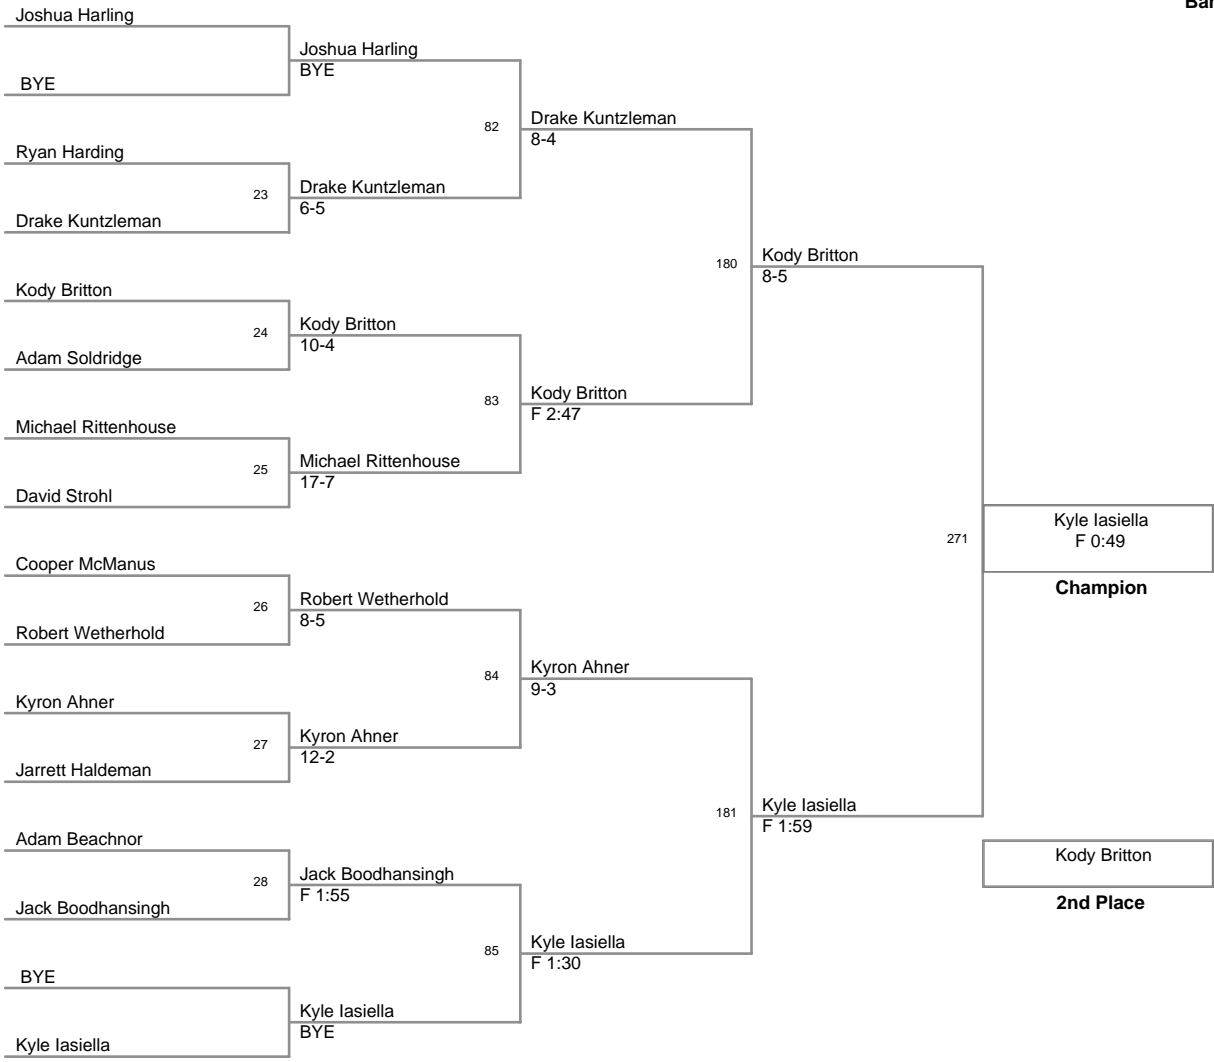 Joshua Harling
BYE
Ryan Harding
23
Drake Kuntzleman
Kody Britton
24
Adam Soldridge
Michael Rittenhouse
25
David Strohl
Cooper McManus
26
Robert Wetherhold
Kyron Ahner
27
Jarrett Haldeman
Adam Beachnor
28
Jack Boodhansingh
BYE
Kyle Iasiella
Joshua Harling
BYE
82
Drake Kuntzleman
6-5
Kody Britton
10-4
83
Michael Rittenhouse
17-7
Robert Wetherhold
8-5
84
Kyron Ahner
12-2
Jack Boodhansingh
F 1:55
85
Kyle Iasiella
BYE
Drake Kuntzleman
8-4
180
Kody Britton
F 2:47
Kyron Ahner
9-3
181
Kyle Iasiella
F 1:30
Kody Britton
8-5
271
Kyle Iasiella
F 1:59
Kyle Iasiella
F 0:49
Champion
Kody Britton
2nd Place